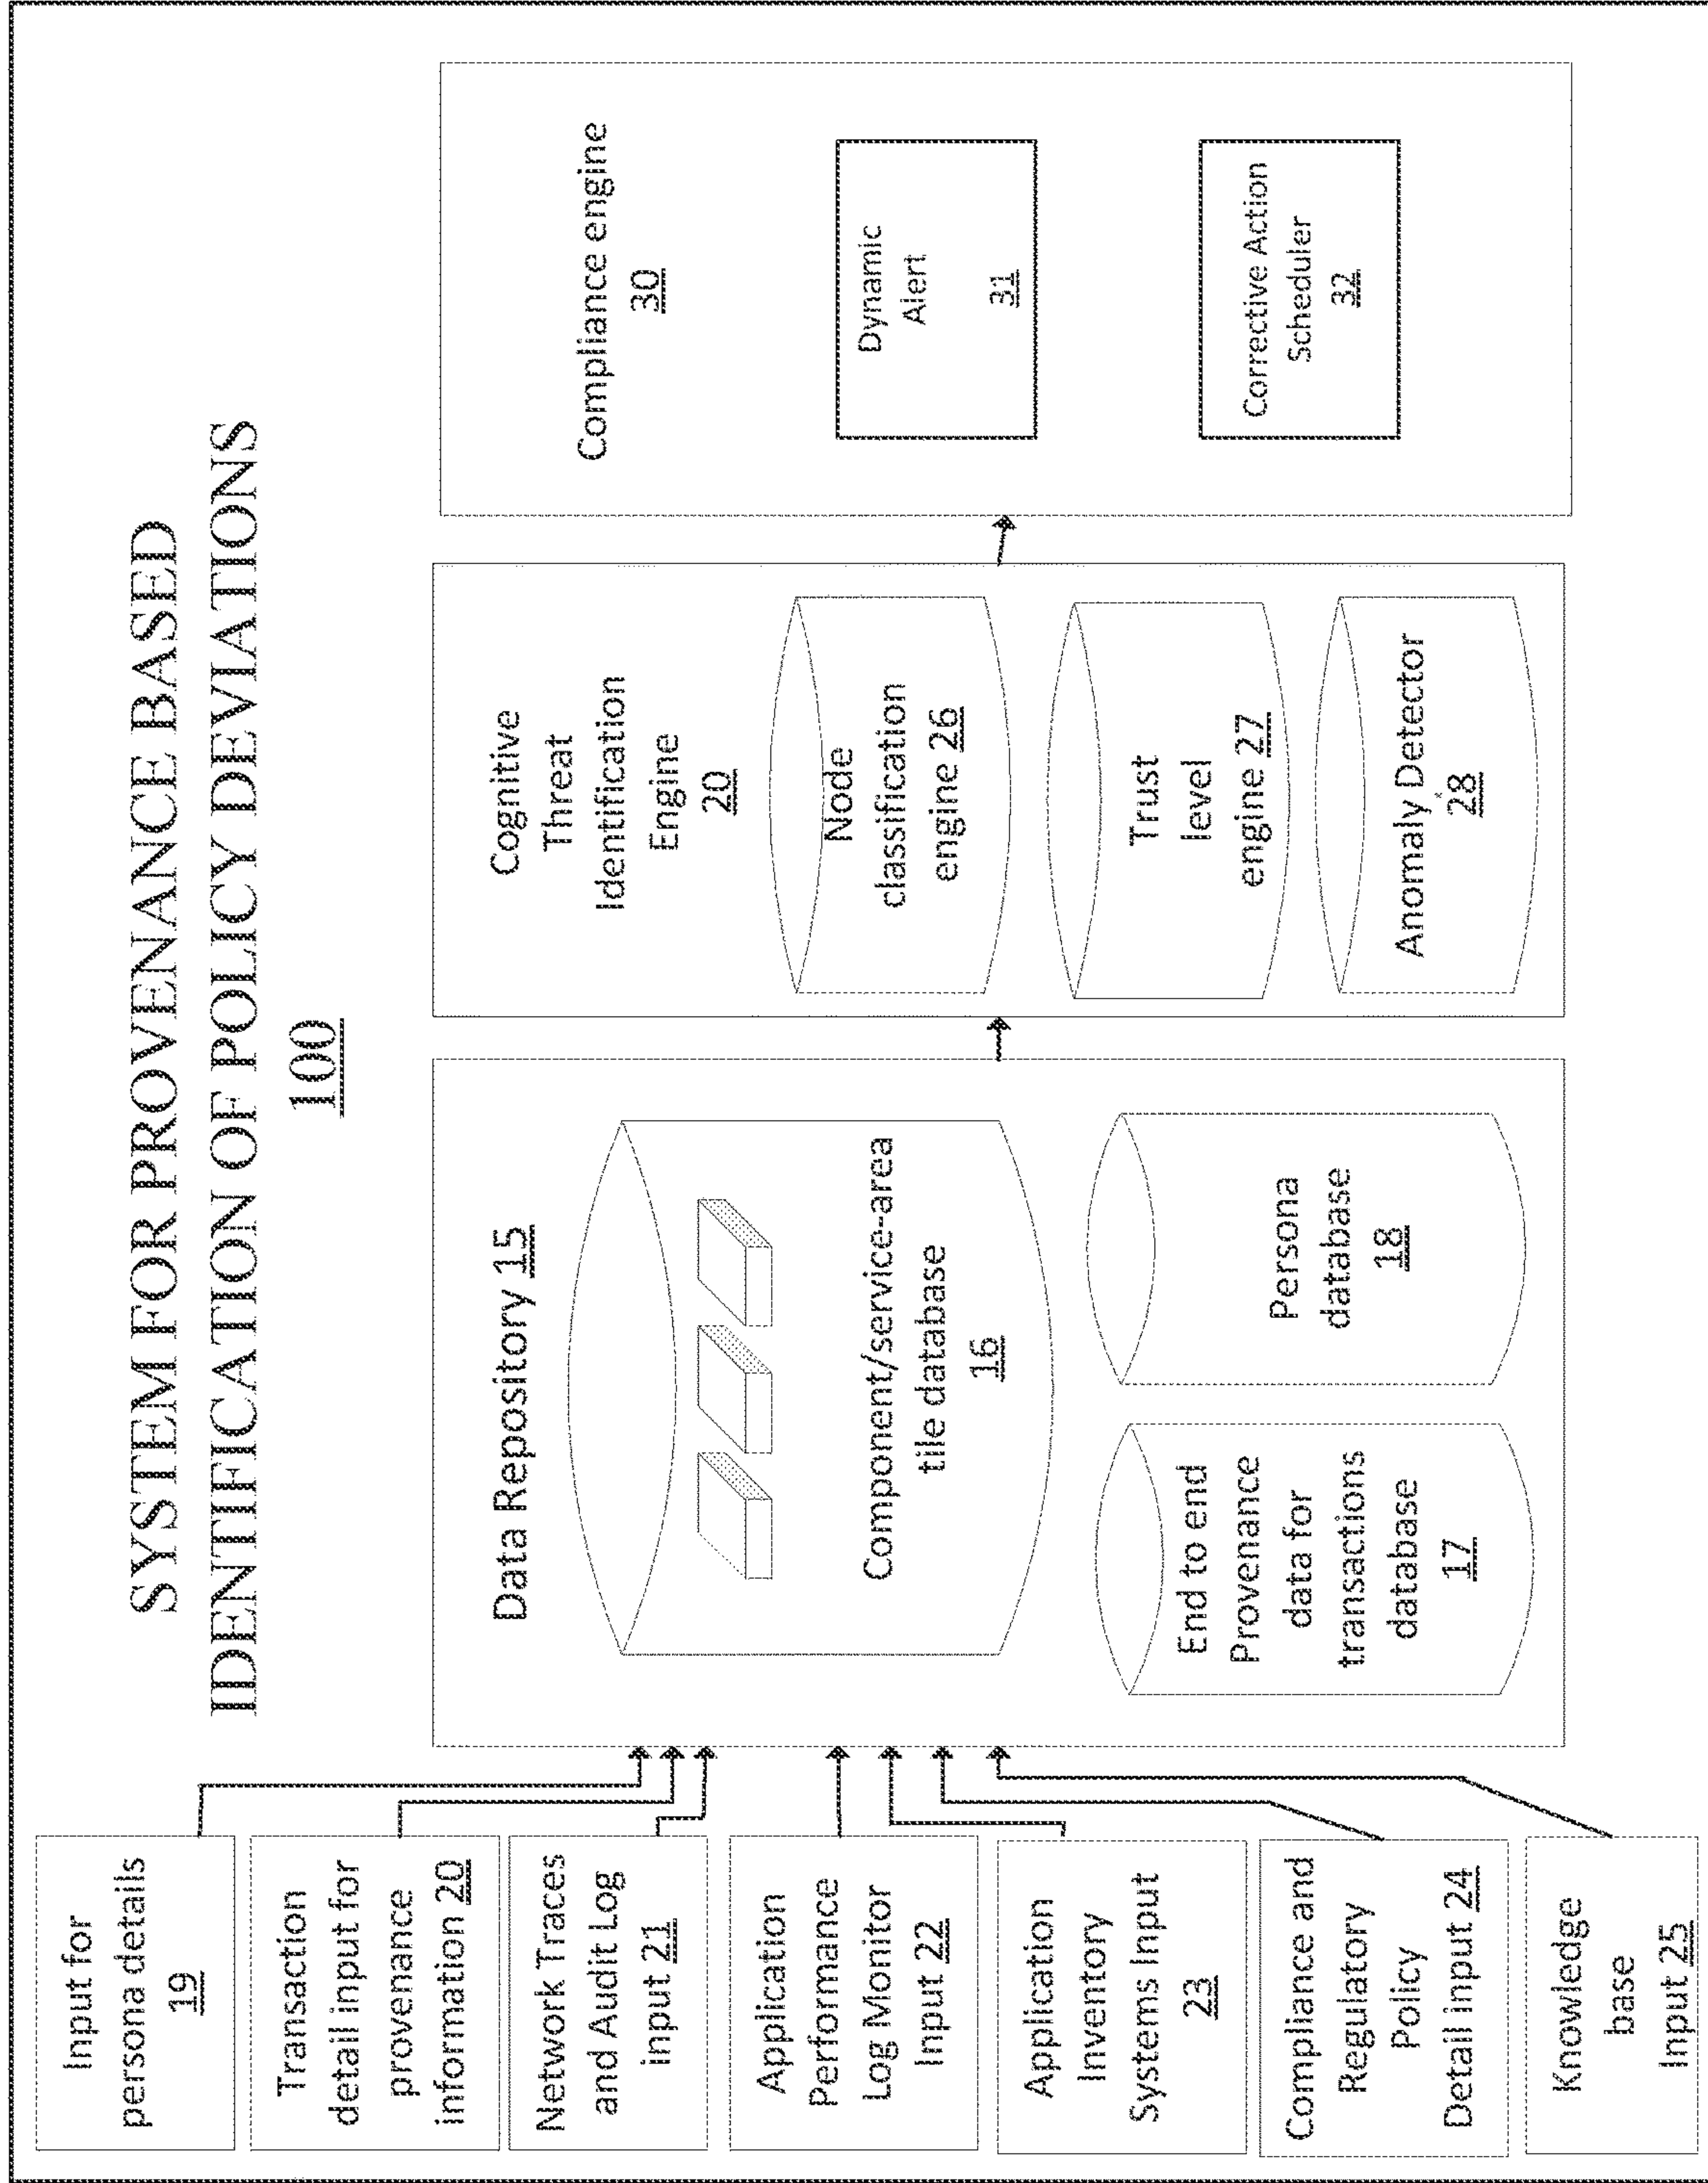 SYSTEM FOR PROVENANCE BASED
IDENTIFICATION OF POLICY DEVIATIONS
100
Input for
persona details
19
Transaction
detail input for
provenance
information 20
Network Traces
and Audit Log
input 21
Application
Performance
Log Monitor
Input 22
Application
Inventory
Systems Input
23
Compliance and
Regulatory
Policy
Detail input 24
Knowledge
base
Input 25
Data Repository 15
Component/service-area
tile database
16
End to end
Provenance
data for
transactions
database
17
Persona
database
18
Cognitive
Threat
Identification
Engine
20
Node
classification
engine 26
Trust
level
engine 27
Anomaly Detector
28
Compliance engine
30
Dynamic
Alert
31
Corrective Action
Scheduler
32